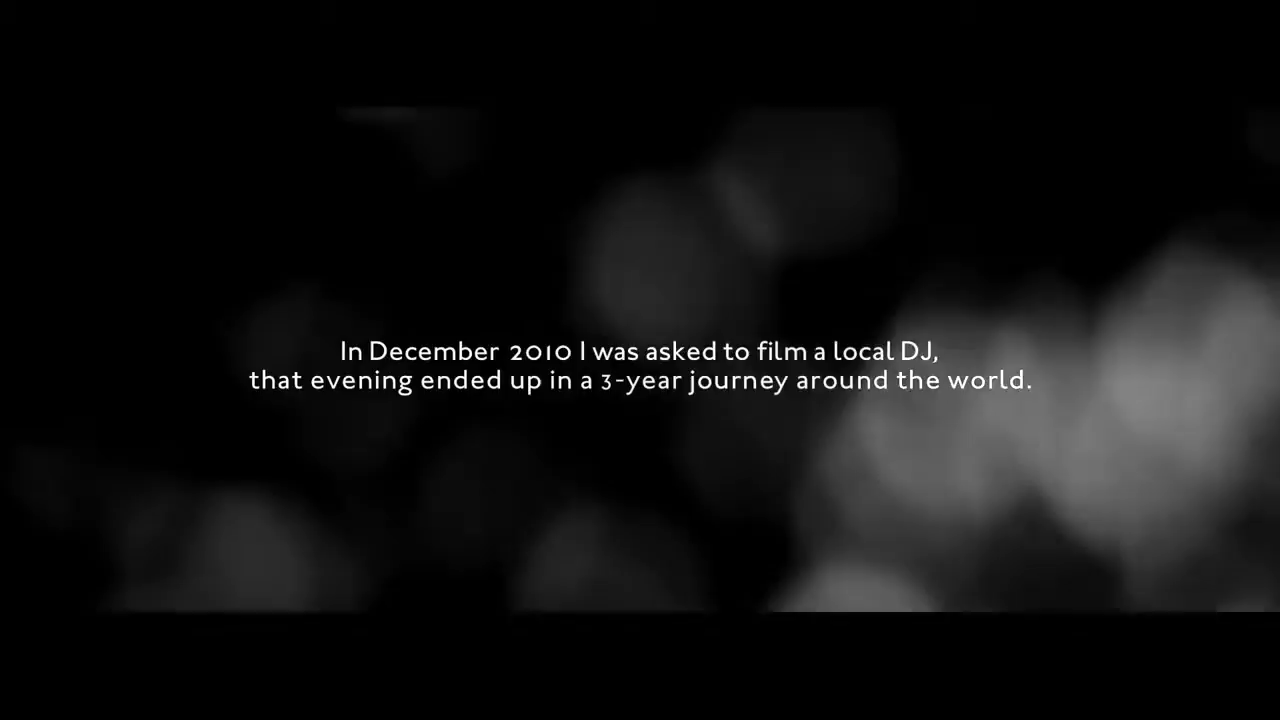 In December 2010 I was asked to film a local DJ,
that evening ended up in a 3-year journey around the world.